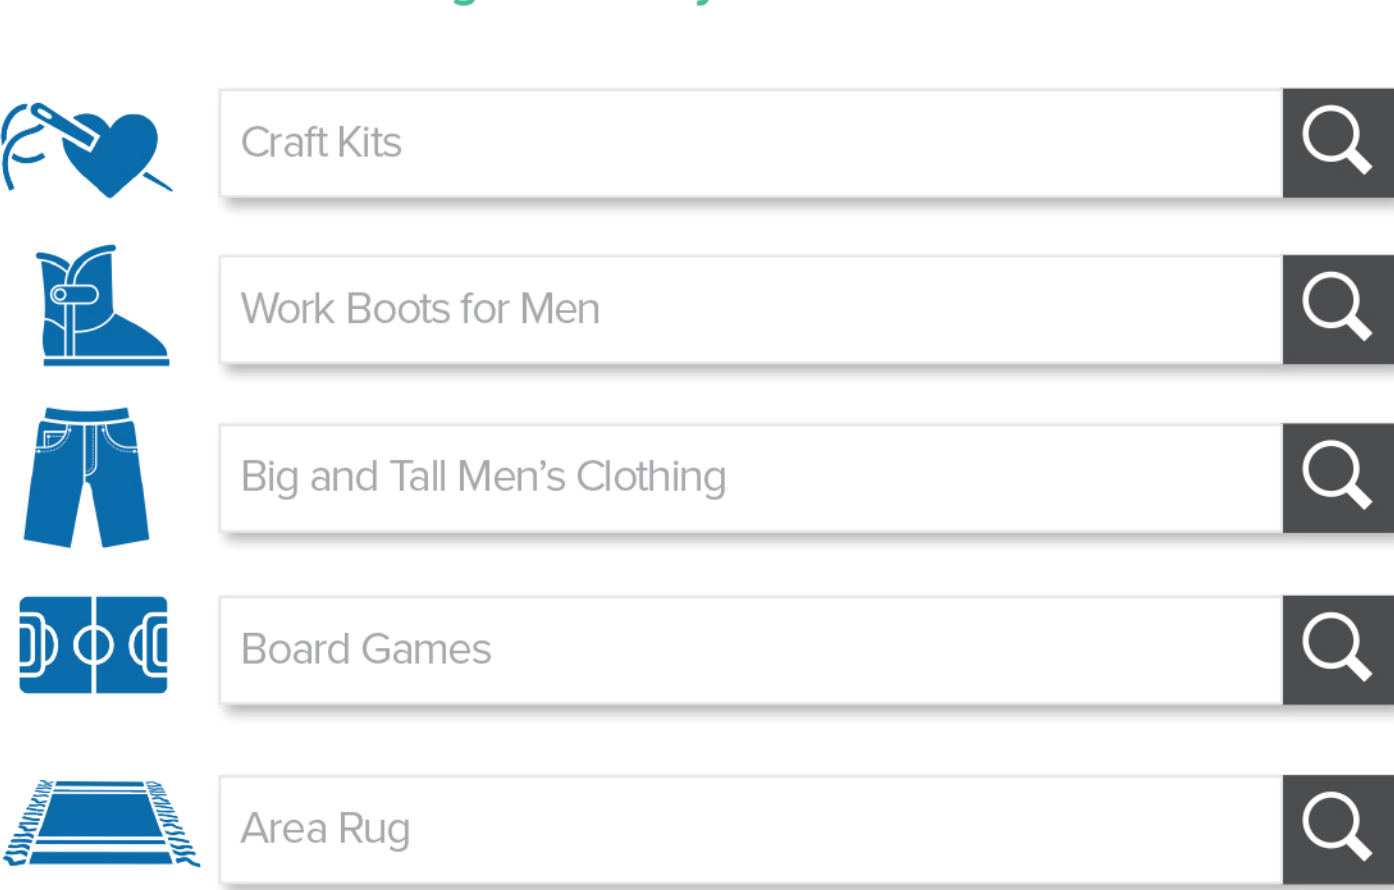 Craft Kits
Work Boots for Men
Big and Tall Men’s Clothing
Board Games
Area Rug